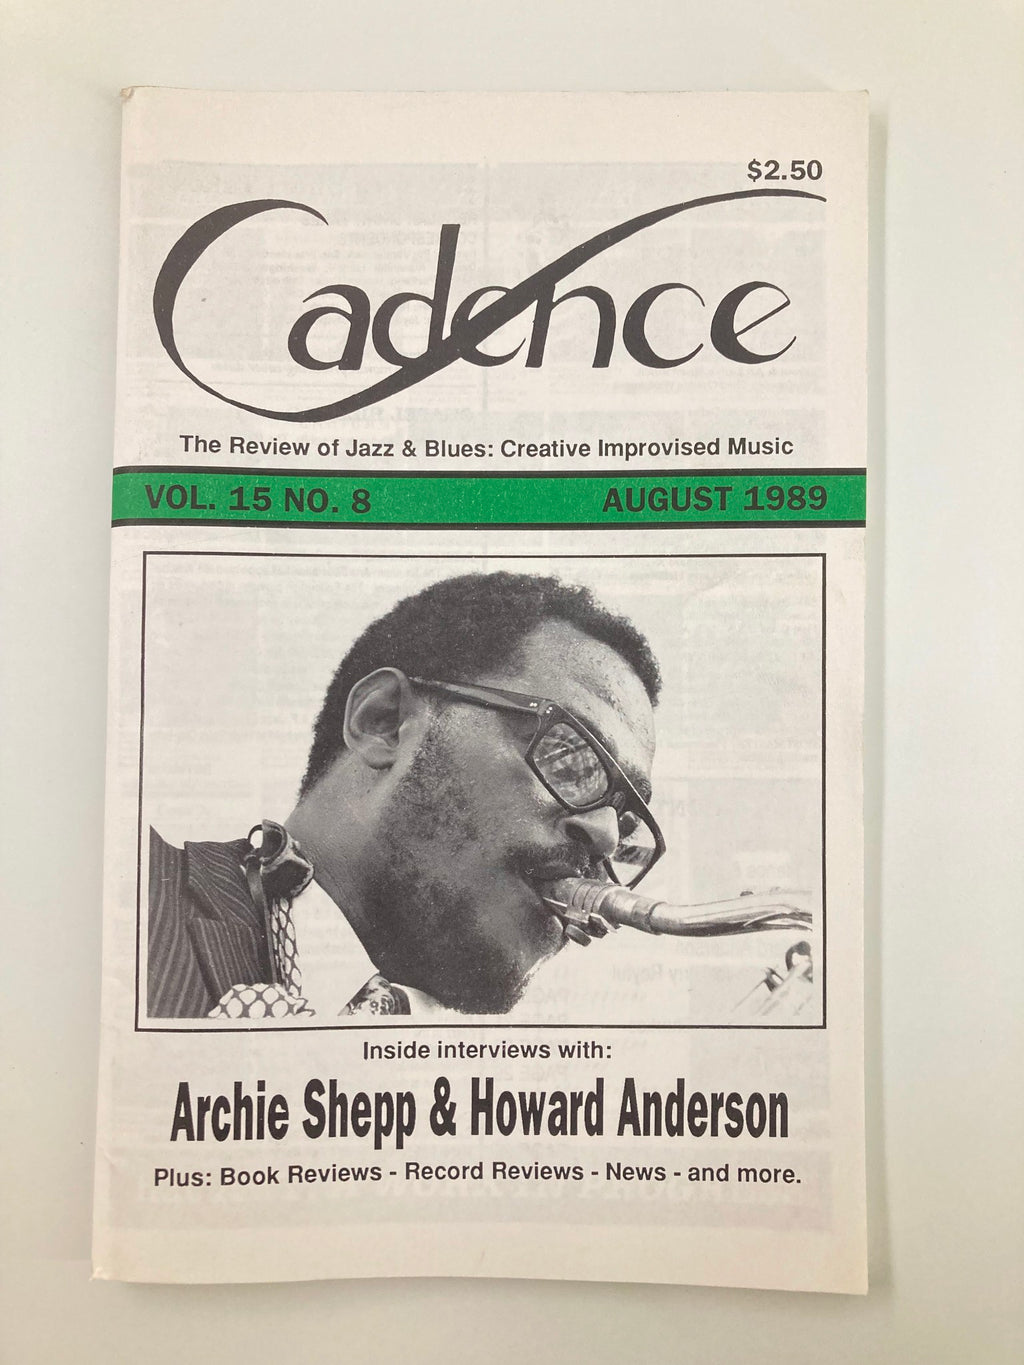 $2.50
Cadence
The Review of Jazz & Blues: Creative Improvised Music
VOL. 15 NO. 8 AUGUST 1989
Inside interviews with:
Archie Shepp & Howard Anderson
Plus: Book Reviews - Record Reviews - News - and more.